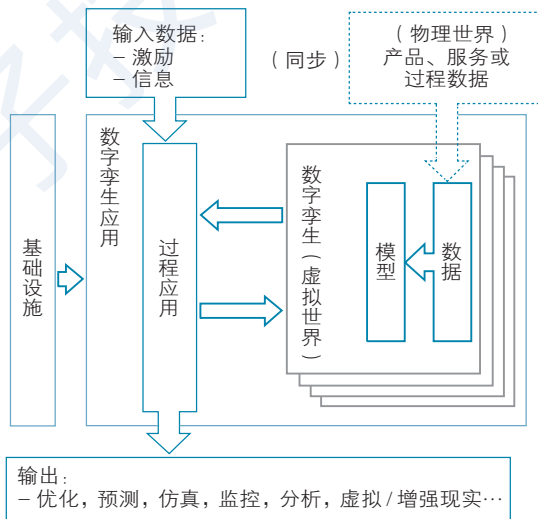 输入数据：
– 激励
– 信息
（同步）
（物理世界）
产品、服务或
过程数据
基础设施
数字孪生应用
过程应用
数字孪生（虚拟世界）
模型
数据
输出：
– 优化，预测，仿真，监控，分析，虚拟/增强现实…